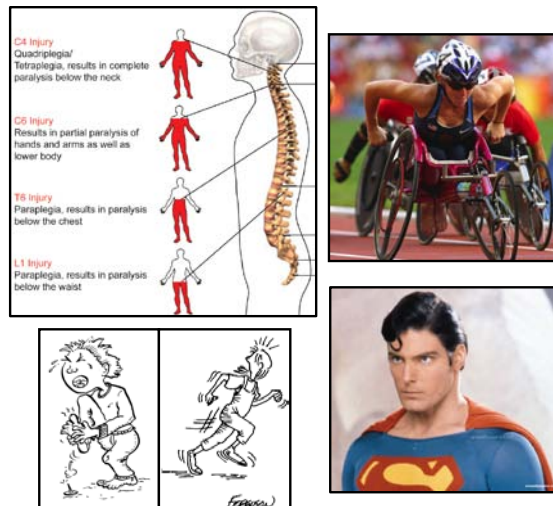 C4 Injury
Quadriplegia/
Tetraplegia, results in complete
paralysis below the neck
C6 Injury
Results in partial paralysis of
hands and arms as well as
lower body
T6 Injury
Paraplegia, results in paralysis
below the chest
L1 Injury
Paraplegia, results in paralysis
below the waist